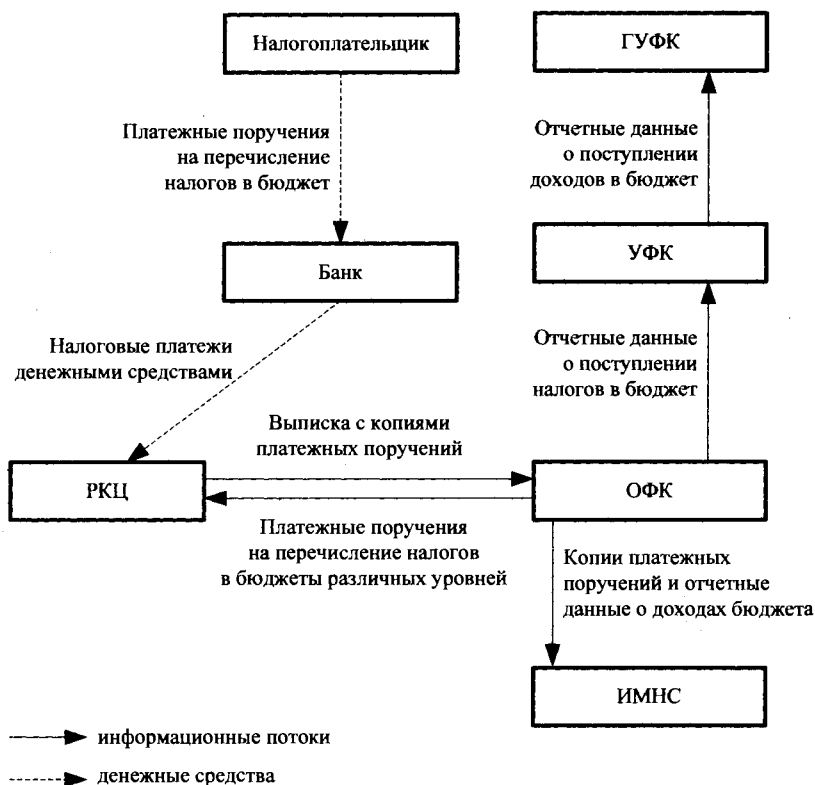 Налогоплательщик
ГУФК
Платежные поручения
на перечисление
налогов в бюджет
Отчетные данные
о поступлении
доходов в бюджет
Банк
УФК
Налоговые платежи
денежными средствами
Отчетные данные
о поступлении
налогов в бюджет
Выписка с копиями
платежных поручений
РКЦ
ОФК
Платежные поручения
на перечисление налогов
в бюджеты различных уровней
Копии платежных
поручений и отчетные
данные о доходах бюджета
ИМНС
информационные потоки
денежные средства